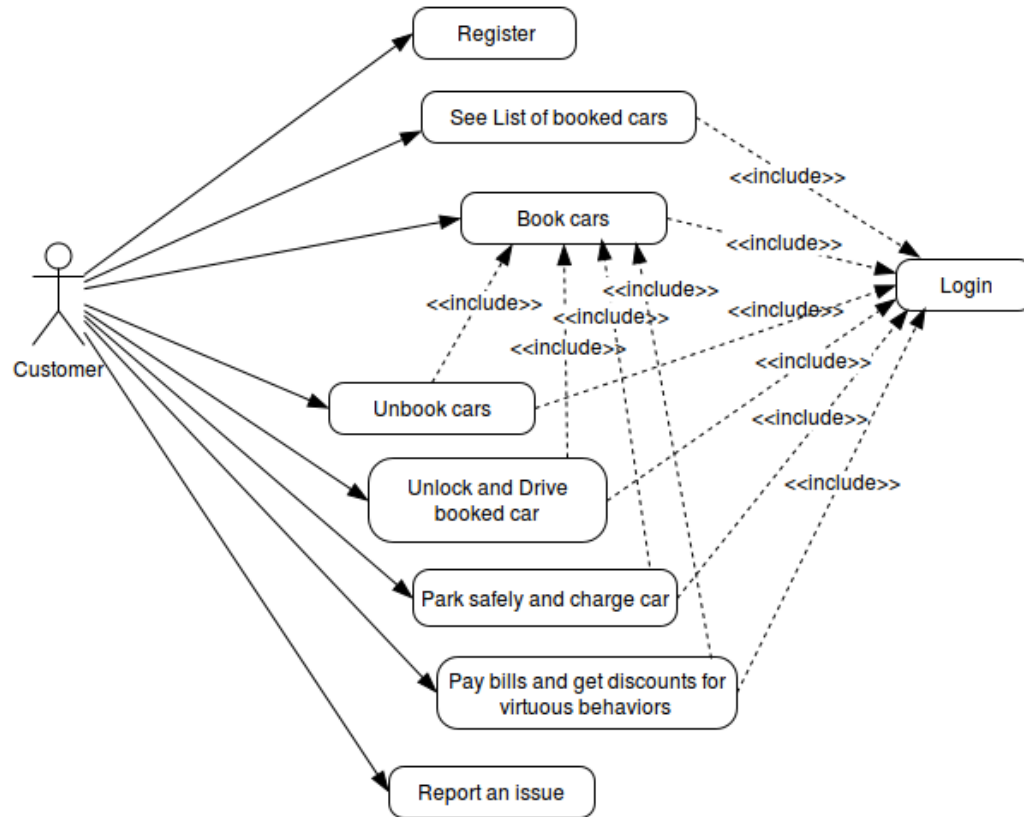 Register
See List of booked cars
<<include>>
Book cars
<<include>>
Login
<<include>>
<<include>>
<<include>>
<<include>>
<<include>>
Customer
<<include>>
Unbook cars
<<include>>
Unlock and Drive
booked car
<<include>>
Park safely and charge car
Pay bills and get discounts for
virtuous behaviors
Report an issue